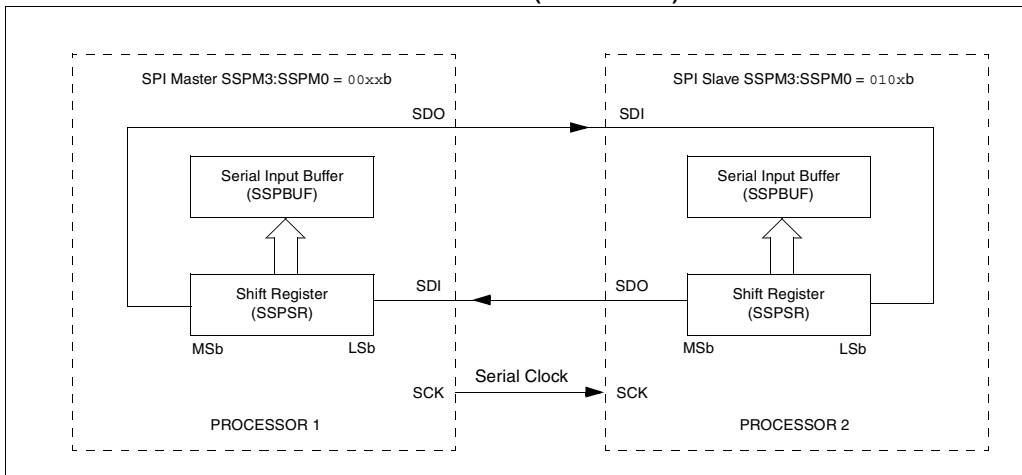 SPI Master SSPM3:SSPM0 = 00xxb
SPI Slave SSPM3:SSPM0 = 010xb
SDO
SDI
Serial Input Buffer
(SSPBUF)
Serial Input Buffer
(SSPBUF)
SDI
SDO
Shift Register
(SSPSR)
Shift Register
(SSPSR)
MSb
LSb
MSb
LSb
Serial Clock
SCK
SCK
PROCESSOR 1
PROCESSOR 2